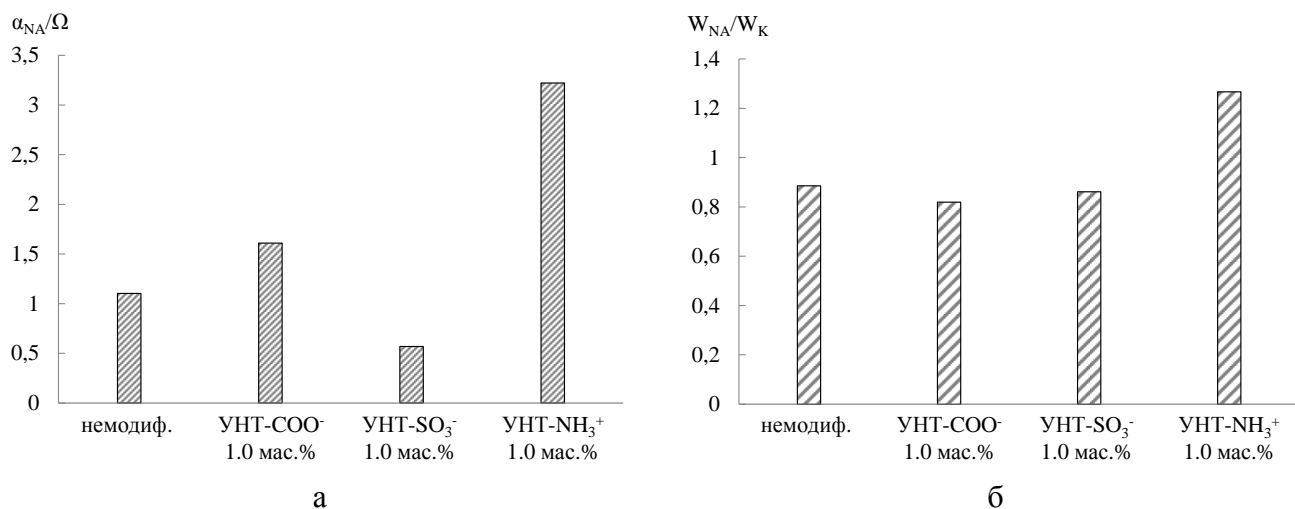 α_NA/Ω
3,5
3
2,5
2
1,5
1
0,5
0
немодиф. УНТ-COO⁻ УНТ-SO₃⁻ УНТ-NH₃⁺
1.0 мас.% 1.0 мас.% 1.0 мас.%
а
W_NA/W_K
1,4
1,2
1
0,8
0,6
0,4
0,2
0
немодиф. УНТ-COO⁻ УНТ-SO₃⁻ УНТ-NH₃⁺
1.0 мас.% 1.0 мас.% 1.0 мас.%
б